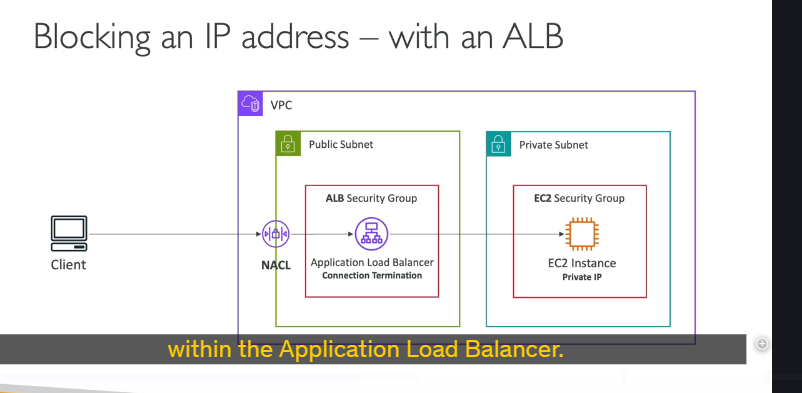 Blocking an IP address – with an ALB
VPC
Public Subnet
Private Subnet
ALB Security Group
EC2 Security Group
Client
NACL
Application Load Balancer
Connection Termination
EC2 Instance
Private IP
within the Application Load Balancer.